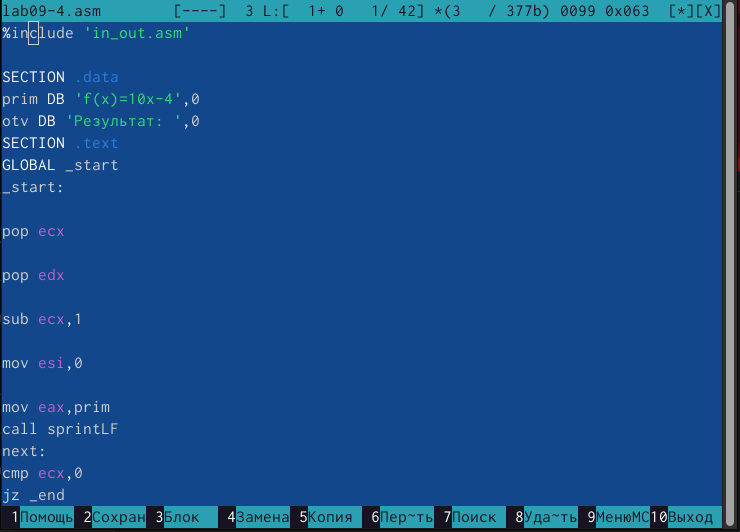 lab09-4.asm [----] 3 L:[ 1+ 0 1/ 42] *(3 / 377b) 0099 0x063 [*][X]
%include 'in_out.asm'
SECTION .data
prim DB 'f(x)=10x-4',0
otv DB 'Результат: ',0
SECTION .text
GLOBAL _start
_start:
pop ecx
pop edx
sub ecx,1
mov esi,0
mov eax,prim
call sprintLF
next:
cmp ecx,0
jz _end
1Помощь 2Сохран 3Блок 4Замена 5Копия 6Пер~ть 7Поиск 8Уда~ть 9МенюМС 10Выход